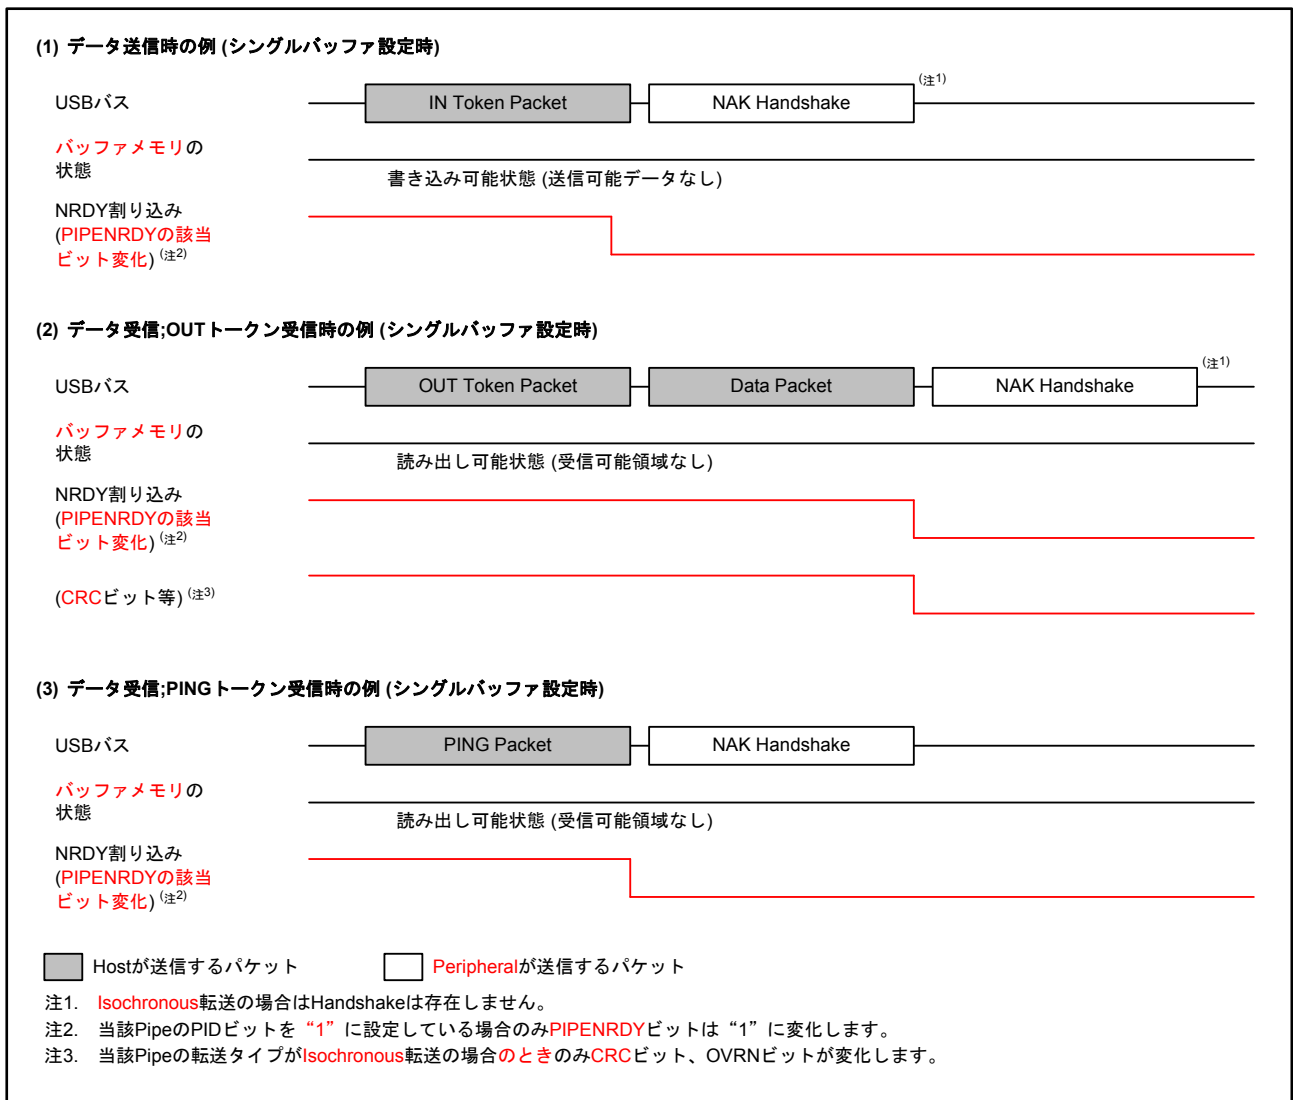 (1) データ送信時の例 (シングルバッファ設定時)
USBバス
IN Token Packet
NAK Handshake
(注1)
バッファメモリの
状態
書き込み可能状態 (送信可能データなし)
NRDY割り込み
(PIPENRDYの該当
ビット変化) (注2)
(2) データ受信;OUTトークン受信時の例 (シングルバッファ設定時)
USBバス
OUT Token Packet
Data Packet
NAK Handshake
(注1)
バッファメモリの
状態
読み出し可能状態 (受信可能領域なし)
NRDY割り込み
(PIPENRDYの該当
ビット変化) (注2)
(CRCビット等) (注3)
(3) データ受信;PINGトークン受信時の例 (シングルバッファ設定時)
USBバス
PING Packet
NAK Handshake
バッファメモリの
状態
読み出し可能状態 (受信可能領域なし)
NRDY割り込み
(PIPENRDYの該当
ビット変化) (注2)
Hostが送信するパケット
Peripheralが送信するパケット
注1. Isochronous転送の場合はHandshakeは存在しません。
注2. 当該PipeのPIDビットを“1”に設定している場合のみPIPENRDYビットは“1”に変化します。
注3. 当該Pipeの転送タイプがIsochronous転送の場合のときのみCRCビット、OVRNビットが変化します。